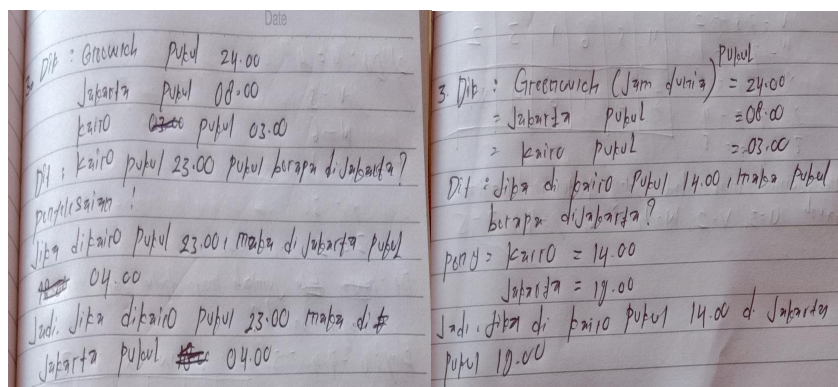 Date
3. Dik : Greenwich pukul 24.00
Jakarta pukul 08.00
Kairo pukul 03.00
Dit : Kairo pukul 23.00 pukul berapa di Jakarta?
penyelesaian !
Jika dikairo pukul 23.00, maka di Jakarta pukul
04.00
Jadi, Jika dikairo pukul 23.00 maka di
Jakarta pukul 04.00
3. Dik : Greenwich (Jam dunia) pukul = 24.00
= Jakarta pukul = 08.00
= Kairo pukul = 03.00
Dit : Jika di kairo pukul 14.00, maka pukul
berapa diJakarta?
peny = Kairo = 14.00
Jakarta = 19.00
Jadi, Jika di kairo pukul 14.00 di Jakarta
pukul 19.00